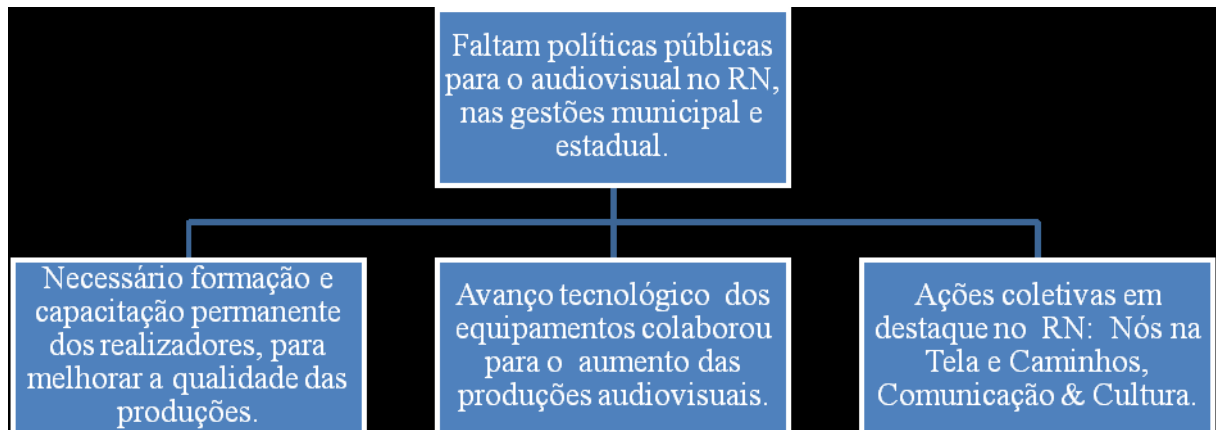 Faltam políticas públicas
para o audiovisual no RN,
nas gestões municipal e
estadual.
Necessário formação e
capacitação permanente
dos realizadores, para
melhorar a qualidade das
produções.
Avanço tecnológico dos
equipamentos colaborou
para o aumento das
produções audiovisuais.
Ações coletivas em
destaque no RN: Nós na
Tela e Caminhos,
Comunicação & Cultura.